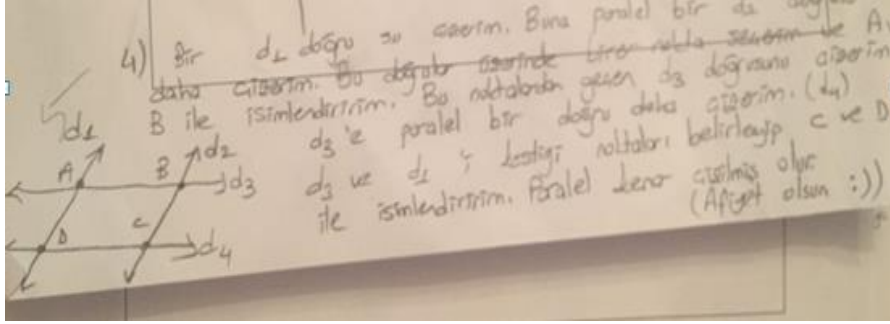 4) Bir d₁ doğru su çizerim. Buna paralel bir d₂
daha çizerim. Bu doğrular üzerinde birer nokta seçerim ve A
B ile isimlendiririm. Bu noktalardan geçen d₃ doğrusunu çizerim
d₃'e paralel bir doğru daha çizerim. (d₄)
d₃ ve d₁ i kestiği noktaları belirleyip C ve D
ile isimlendiririm. Paralel kenar çizilmiş olur
(Afiyet olsun :))
d₁
A B d₂
d₃
D C
d₄